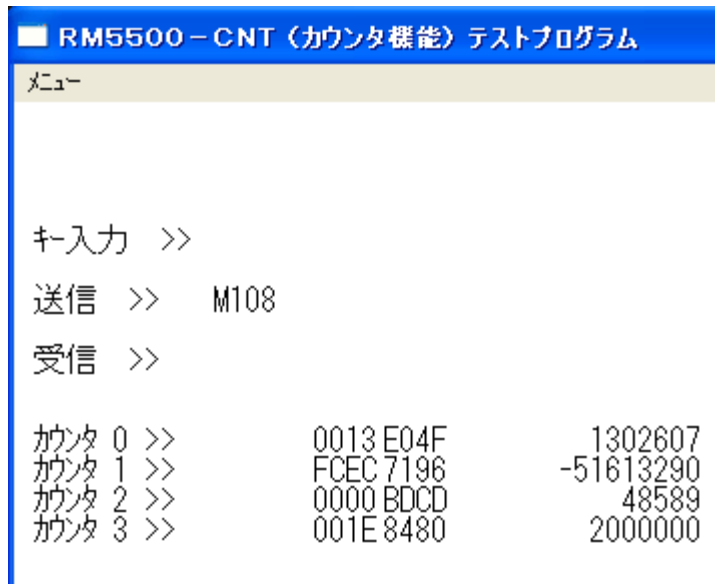 RM5500-CNT(カウンタ機能)テストプログラム
メニュー
キー入力 >>
送信 >> M108
受信 >>
カウンタ 0 >> 0013 E04F 1302607
カウンタ 1 >> FCEC 7196 -51613290
カウンタ 2 >> 0000 BDCD 48589
カウンタ 3 >> 001E 8480 2000000